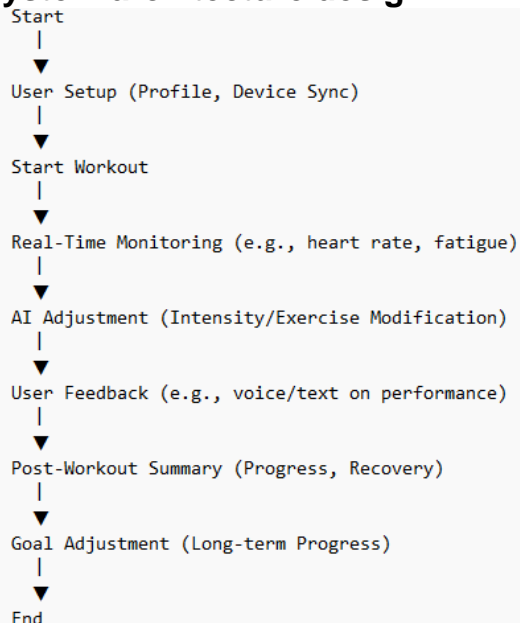 Start
|
▼
User Setup (Profile, Device Sync)
|
▼
Start Workout
|
▼
Real-Time Monitoring (e.g., heart rate, fatigue)
|
▼
AI Adjustment (Intensity/Exercise Modification)
|
▼
User Feedback (e.g., voice/text on performance)
|
▼
Post-Workout Summary (Progress, Recovery)
|
▼
Goal Adjustment (Long-term Progress)
|
▼
End